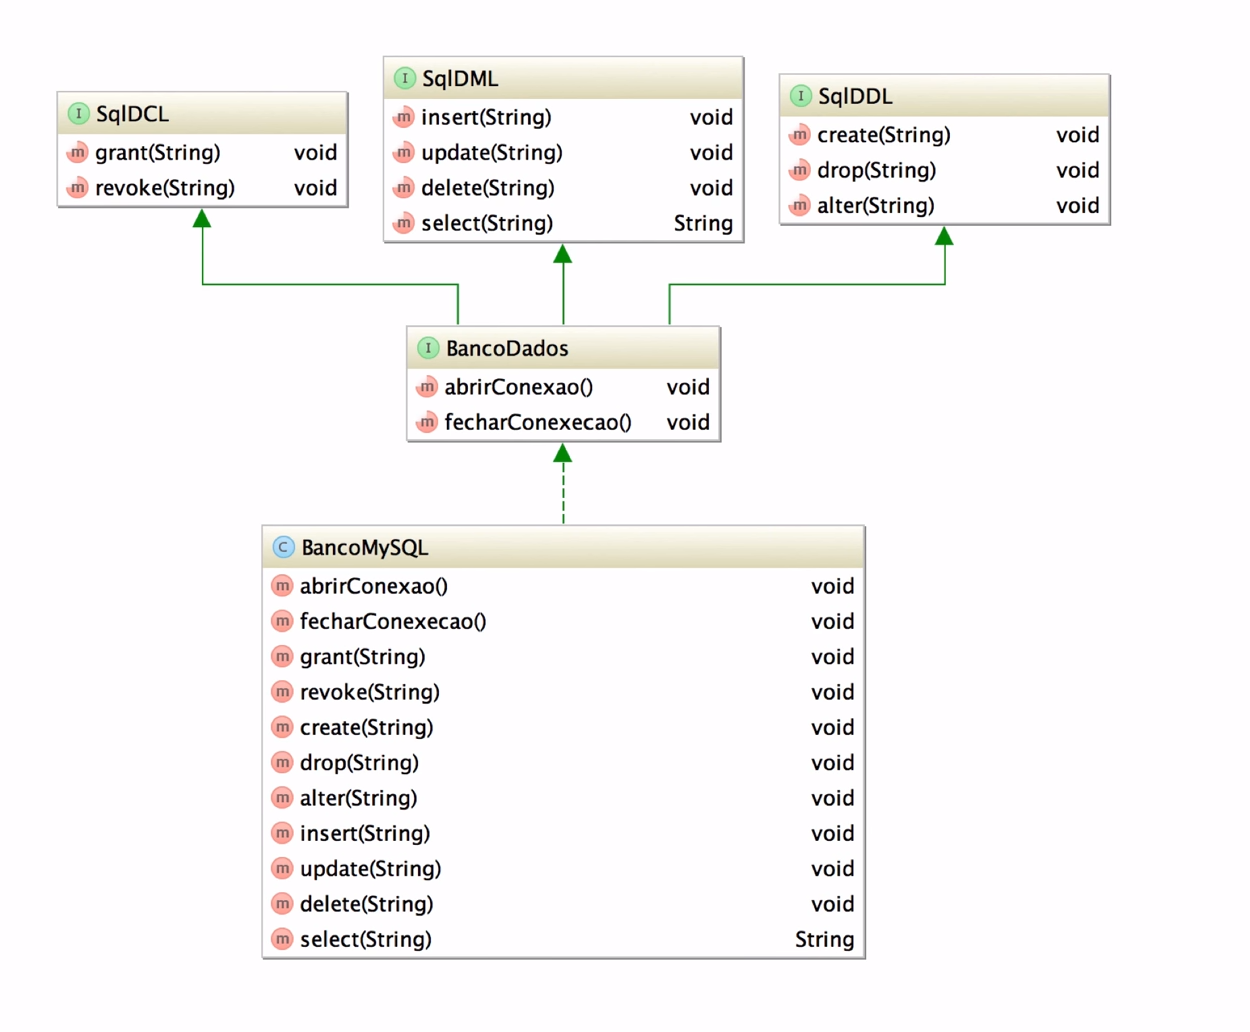 I SqlDCL
m grant(String) void
m revoke(String) void
I SqlDML
m insert(String) void
m update(String) void
m delete(String) void
m select(String) String
I SqlDDL
m create(String) void
m drop(String) void
m alter(String) void
I BancoDados
m abrirConexao() void
m fecharConexecao() void
C BancoMySQL
m abrirConexao() void
m fecharConexecao() void
m grant(String) void
m revoke(String) void
m create(String) void
m drop(String) void
m alter(String) void
m insert(String) void
m update(String) void
m delete(String) void
m select(String) String